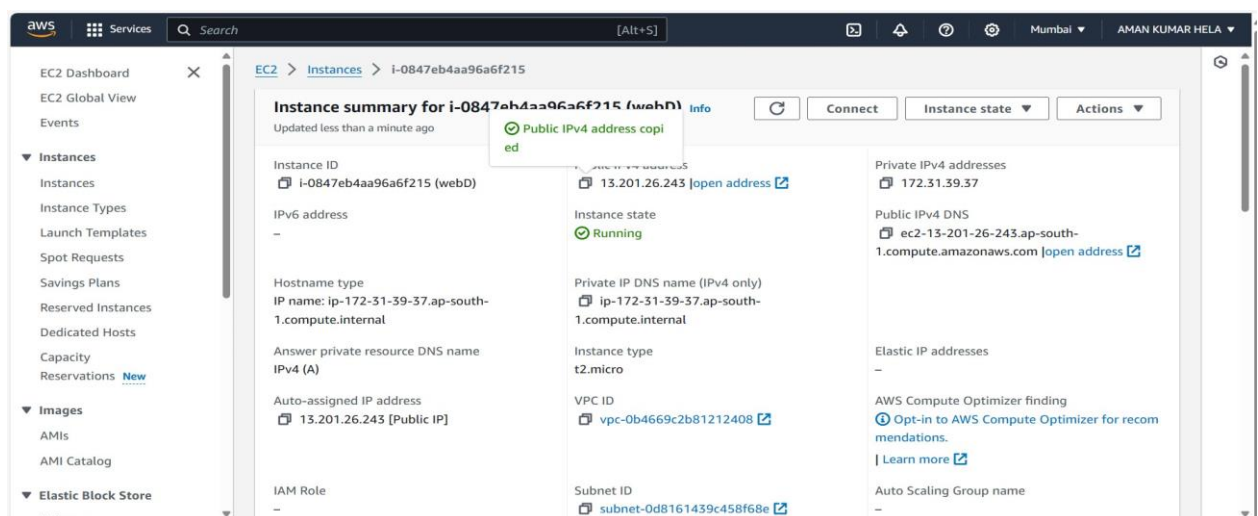 aws
Services
Search
[Alt+S]
Mumbai ▼
AMAN KUMAR HELA ▼
EC2 Dashboard
EC2 Global View
Events
▼ Instances
Instances
Instance Types
Launch Templates
Spot Requests
Savings Plans
Reserved Instances
Dedicated Hosts
Capacity
Reservations New
▼ Images
AMIs
AMI Catalog
▼ Elastic Block Store
EC2 > Instances > i-0847eb4aa96a6f215
Instance summary for i-0847eb4aa96a6f215 (webD) Info
Connect
Instance state ▼
Actions ▼
Updated less than a minute ago
Public IPv4 address copi
ed
Instance ID
i-0847eb4aa96a6f215 (webD)
Public IPv4 address
13.201.26.243 |open address
Private IPv4 addresses
172.31.39.37
IPv6 address
–
Instance state
Running
Public IPv4 DNS
ec2-13-201-26-243.ap-south-
1.compute.amazonaws.com |open address
Hostname type
IP name: ip-172-31-39-37.ap-south-
1.compute.internal
Private IP DNS name (IPv4 only)
ip-172-31-39-37.ap-south-
1.compute.internal
Answer private resource DNS name
IPv4 (A)
Instance type
t2.micro
Elastic IP addresses
–
Auto-assigned IP address
13.201.26.243 [Public IP]
VPC ID
vpc-0b4669c2b81212408
AWS Compute Optimizer finding
Opt-in to AWS Compute Optimizer for recom
mendations.
| Learn more
IAM Role
–
Subnet ID
subnet-0d8161439c458f68e
Auto Scaling Group name
–